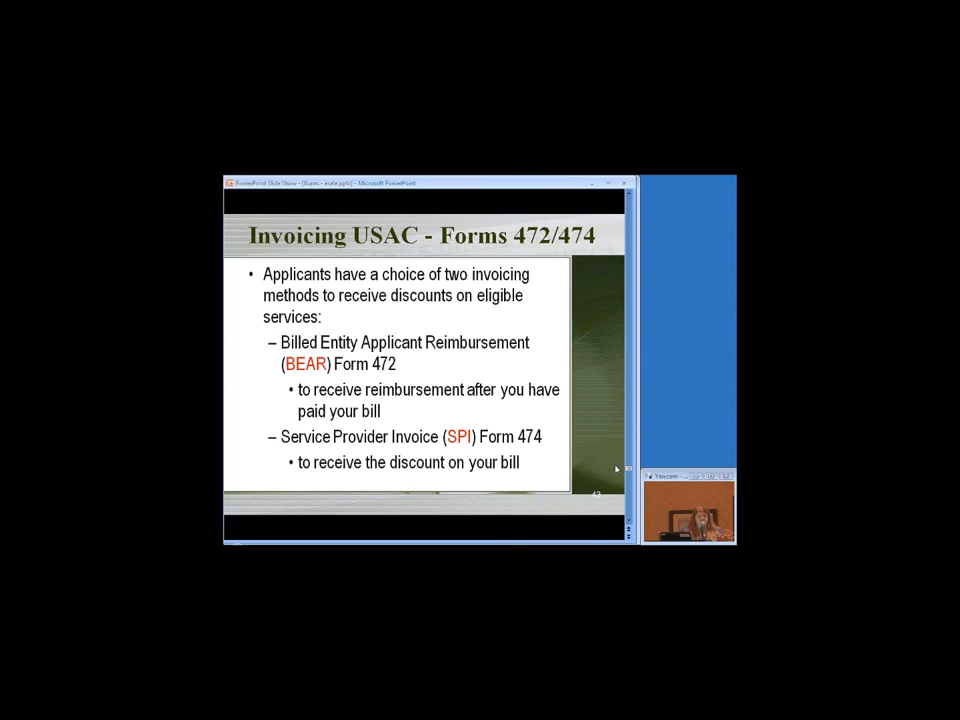 PowerPoint Slide Show - [Burns - erate.pptx] - Microsoft PowerPoint
Invoicing USAC - Forms 472/474
• Applicants have a choice of two invoicing
methods to receive discounts on eligible
services:
– Billed Entity Applicant Reimbursement
(BEAR) Form 472
• to receive reimbursement after you have
paid your bill
– Service Provider Invoice (SPI) Form 474
• to receive the discount on your bill
Yawcam - ...